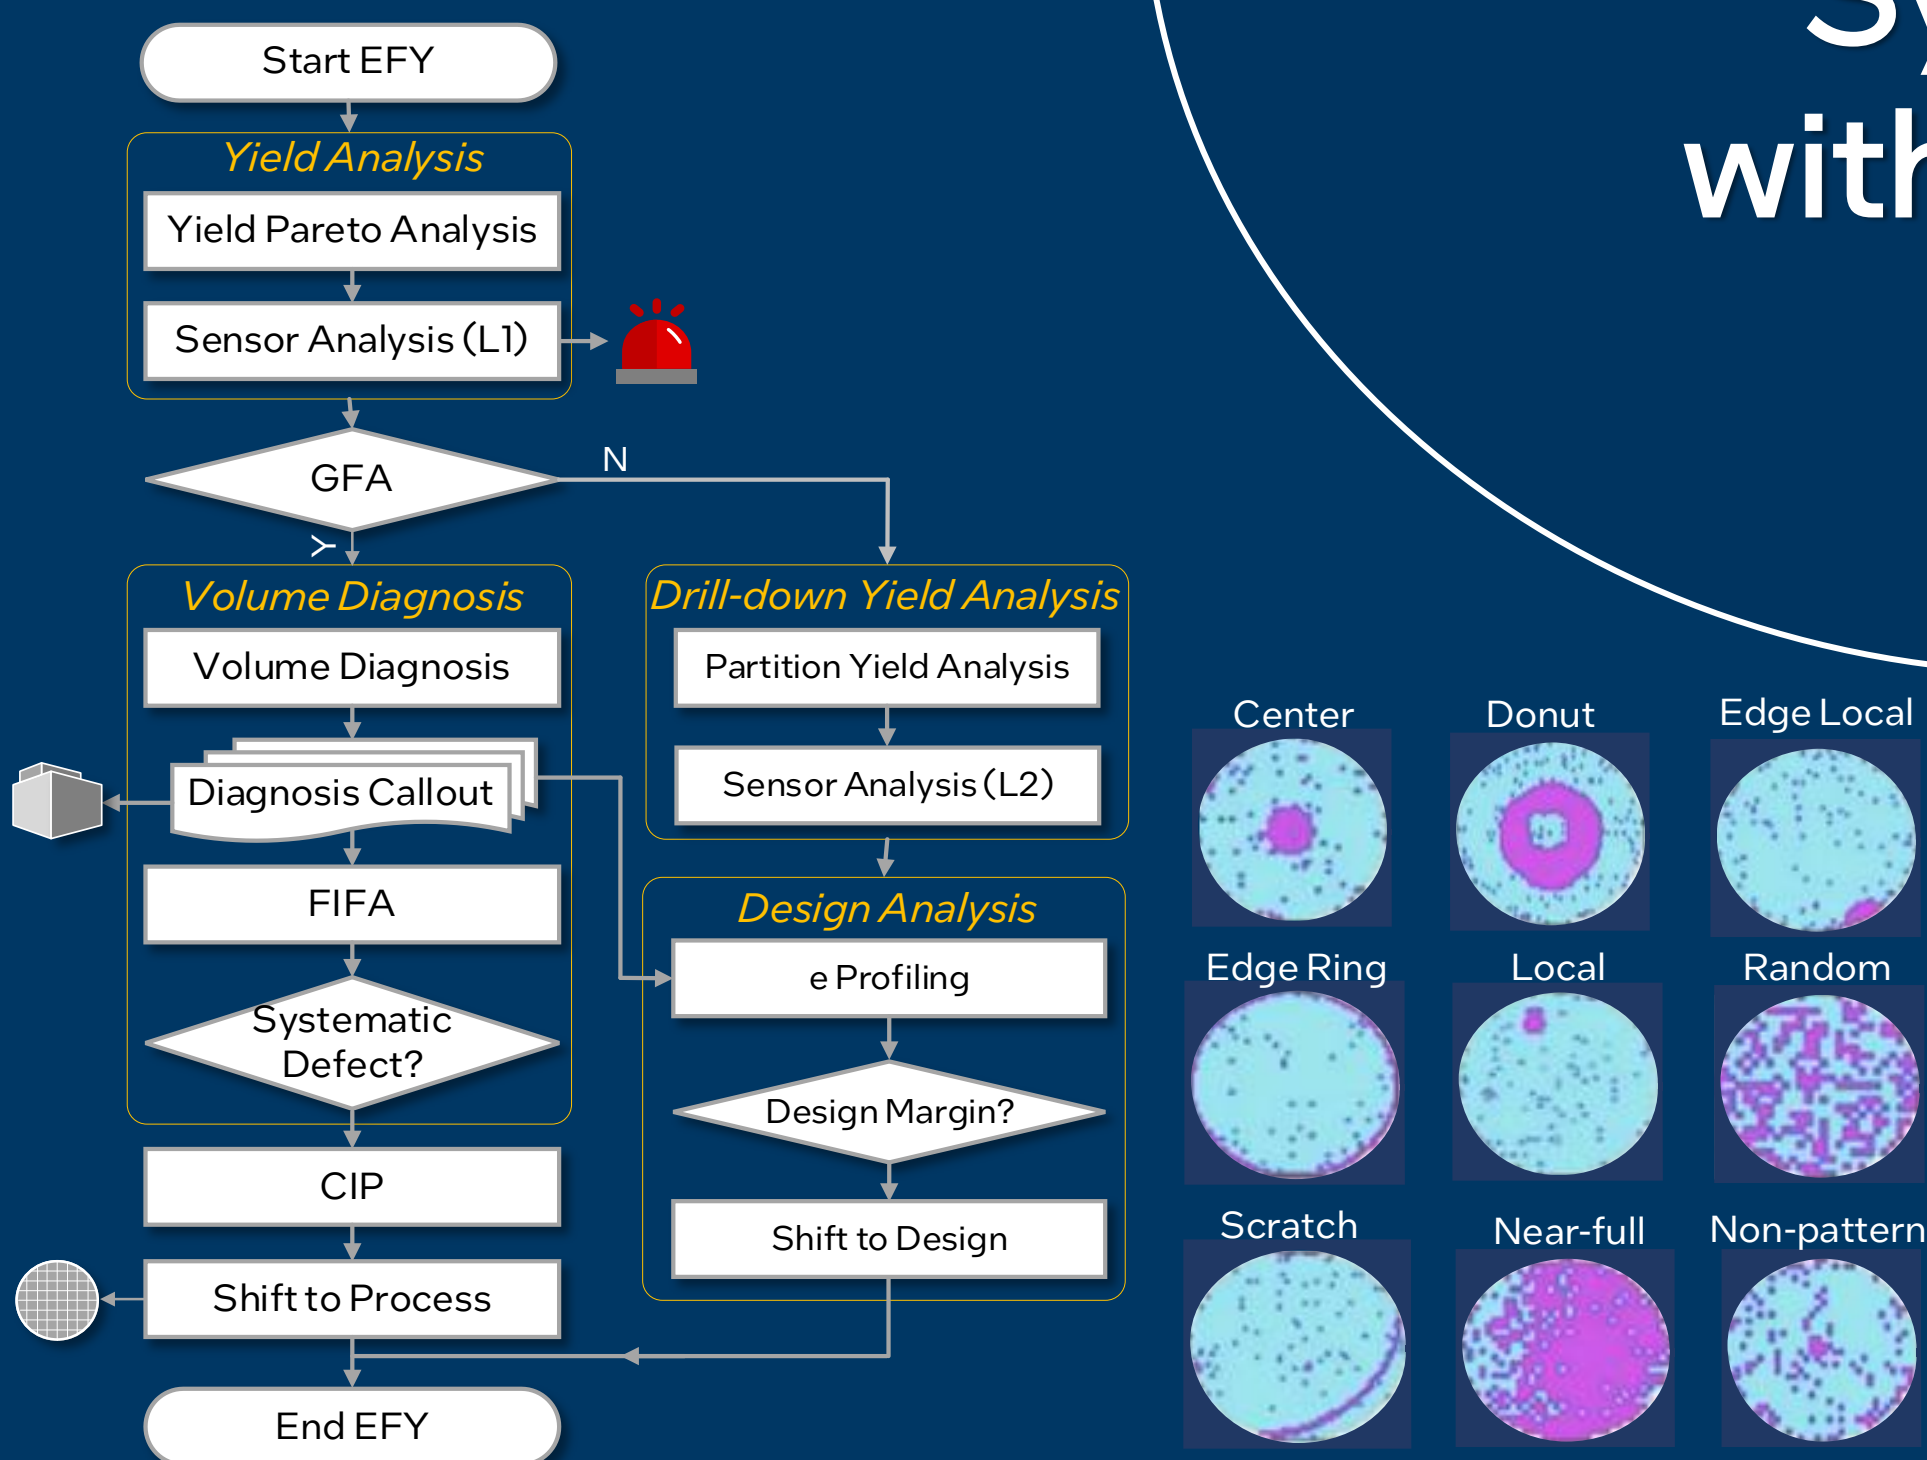 Start EFY
Yield Analysis
Yield Pareto Analysis
Sensor Analysis (L1)
GFA
N
Y
Volume Diagnosis
Volume Diagnosis
Diagnosis Callout
FIFA
Systematic
Defect?
CIP
Shift to Process
End EFY
Drill-down Yield Analysis
Partition Yield Analysis
Sensor Analysis (L2)
Design Analysis
e Profiling
Design Margin?
Shift to Design
with
Center
Donut
Edge Local
Edge Ring
Local
Random
Scratch
Near-full
Non-pattern